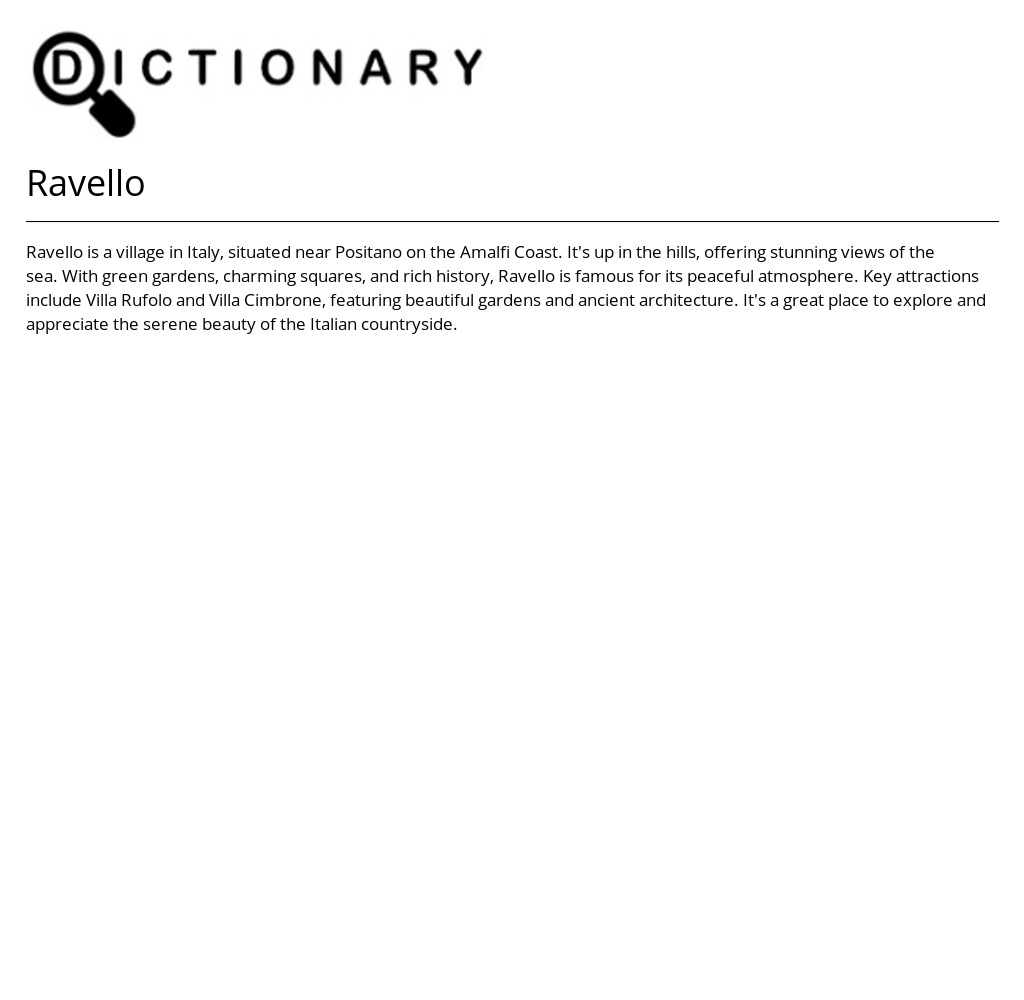 DICTIONARY
Ravello
Ravello is a village in Italy, situated near Positano on the Amalfi Coast. It's up in the hills, offering stunning views of the
sea. With green gardens, charming squares, and rich history, Ravello is famous for its peaceful atmosphere. Key attractions
include Villa Rufolo and Villa Cimbrone, featuring beautiful gardens and ancient architecture. It's a great place to explore and
appreciate the serene beauty of the Italian countryside.